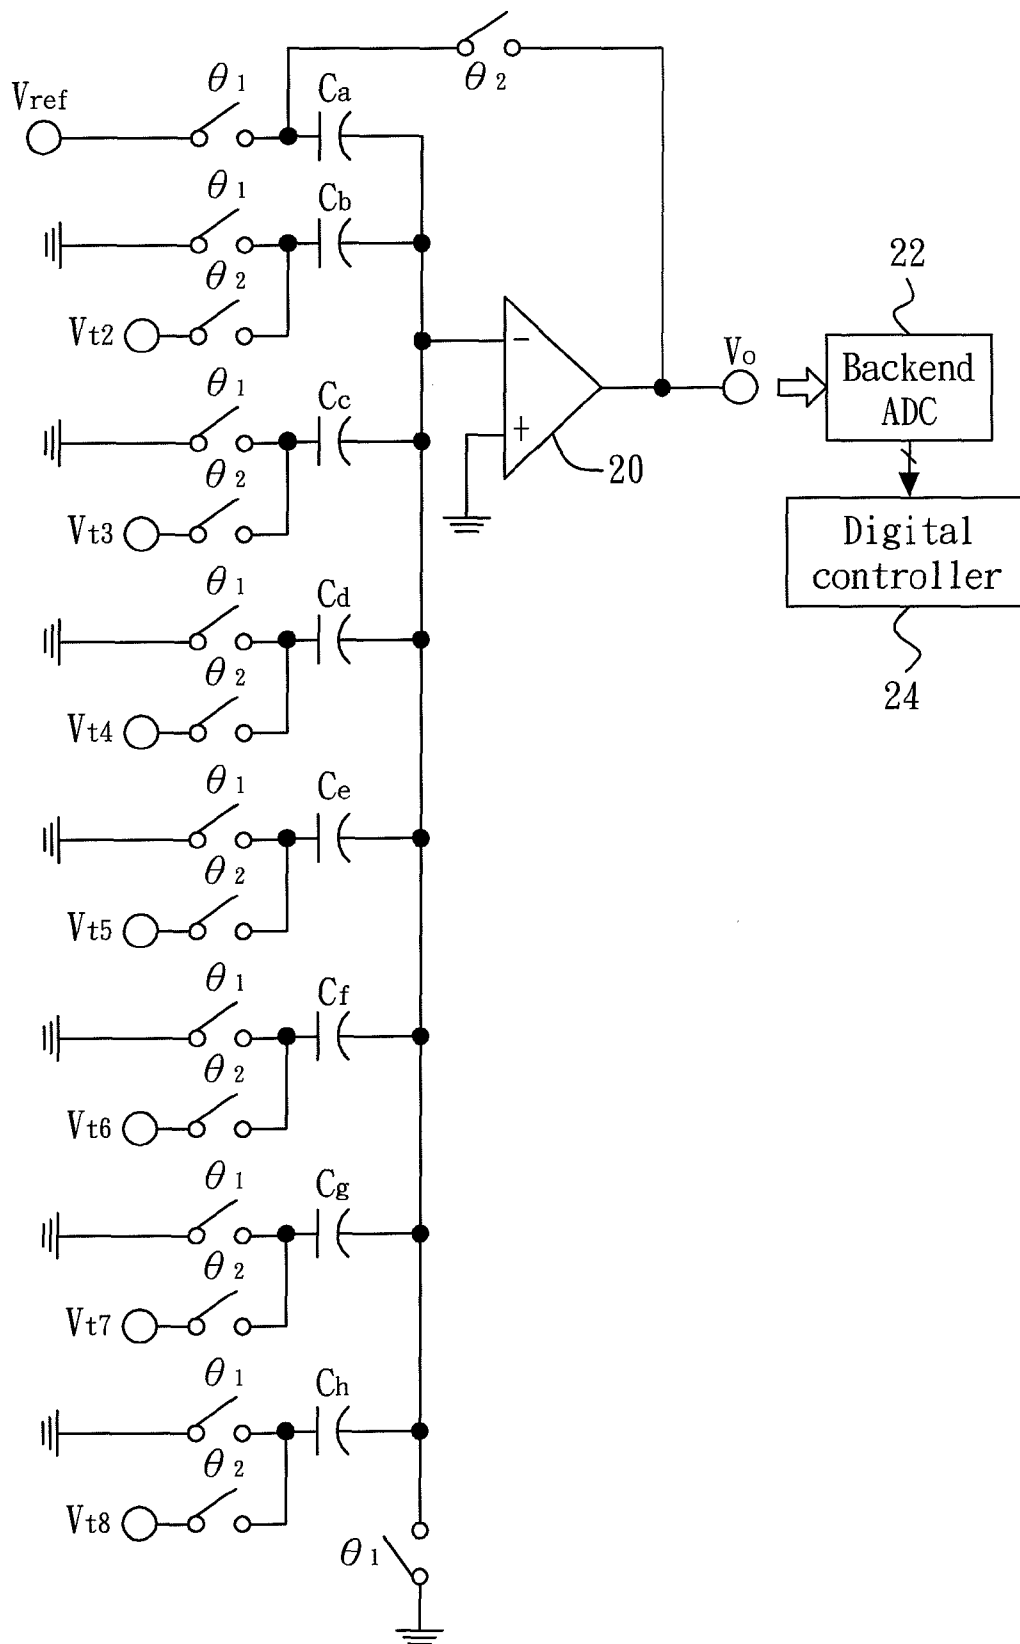 θ2
Vref
θ1
Ca
θ1
Cb
θ2
Vt2
θ1
Cc
θ2
Vt3
θ1
Cd
θ2
Vt4
θ1
Ce
θ2
Vt5
θ1
Cf
θ2
Vt6
θ1
Cg
θ2
Vt7
θ1
Ch
θ2
Vt8
θ1
−
+
20
Vo
22
Backend
ADC
Digital
controller
24